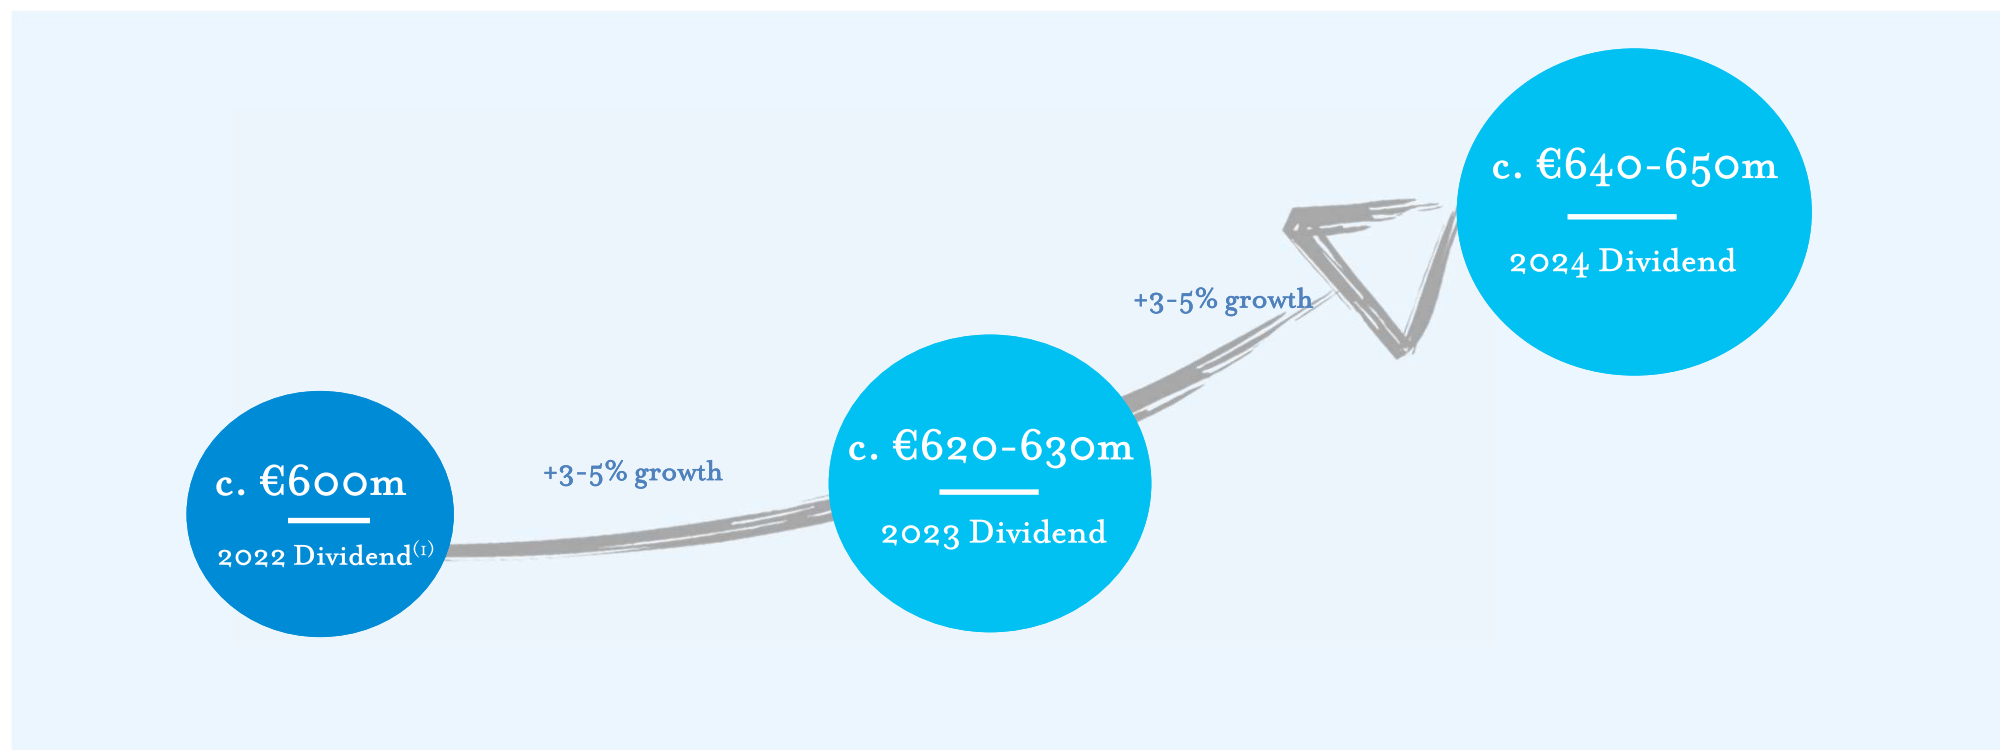 c. €600m
2022 Dividend(1)
+3-5% growth
c. €620-630m
2023 Dividend
+3-5% growth
c. €640-650m
2024 Dividend